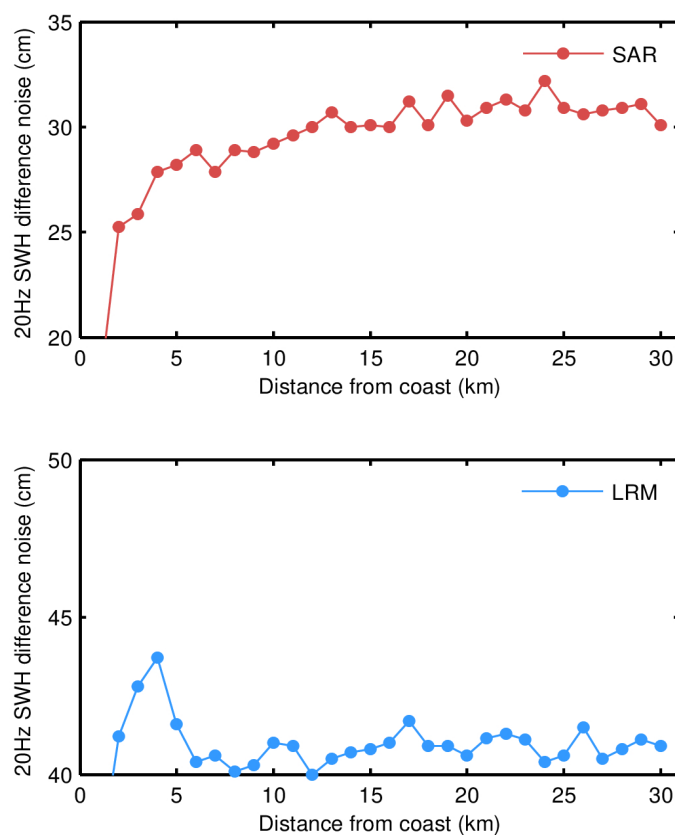 35
30
25
20
20Hz SWH difference noise (cm)
SAR
0 5 10 15 20 25 30
Distance from coast (km)
50
45
40
20Hz SWH difference noise (cm)
LRM
0 5 10 15 20 25 30
Distance from coast (km)